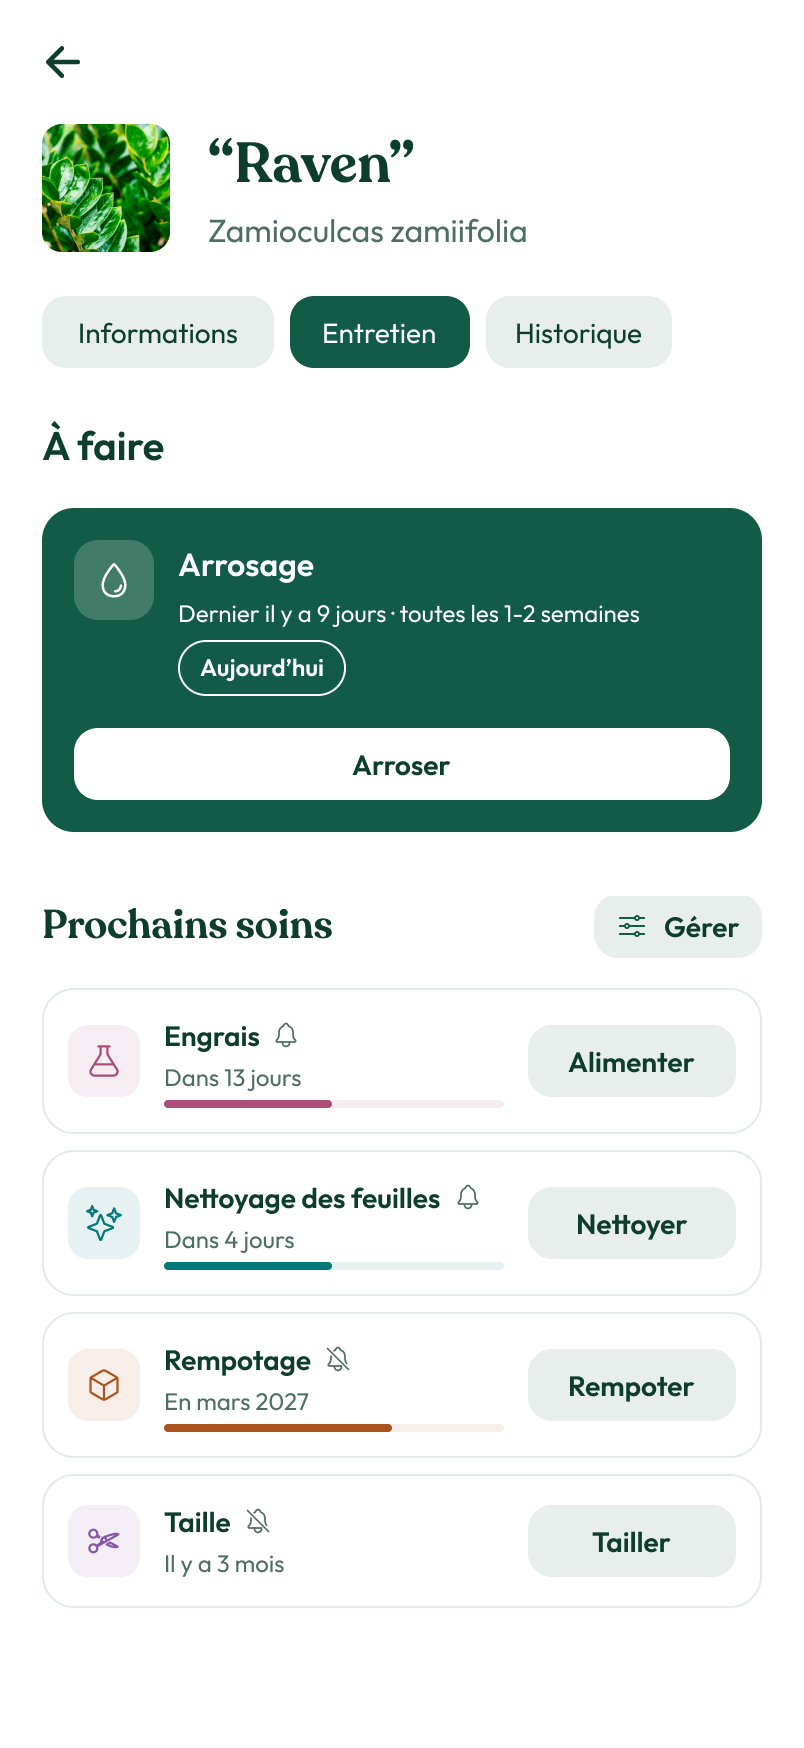 “Raven”
Zamioculcas zamiifolia
Informations
Entretien
Historique
À faire
Arrosage
Dernier il y a 9 jours · toutes les 1-2 semaines
Aujourd’hui
Arroser
Prochains soins
Gérer
Engrais
Dans 13 jours
Alimenter
Nettoyage des feuilles
Dans 4 jours
Nettoyer
Rempotage
En mars 2027
Rempoter
Taille
Il y a 3 mois
Tailler